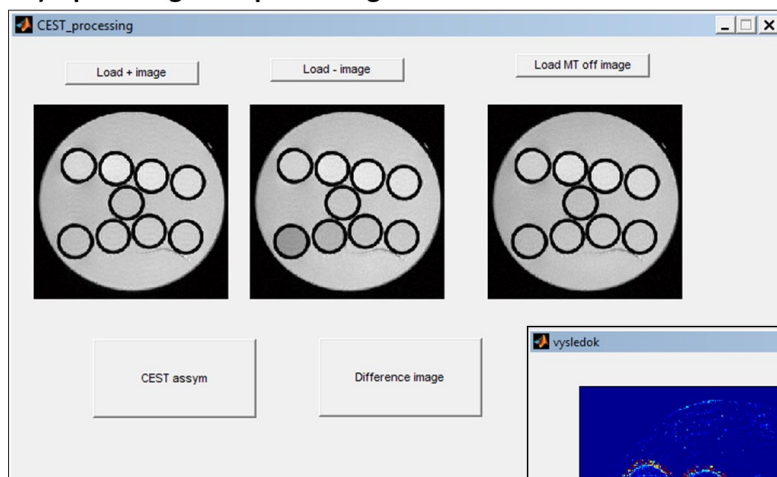 CEST_processing
Load + image
Load - image
Load MT off image
CEST assym
Difference image
vysledok